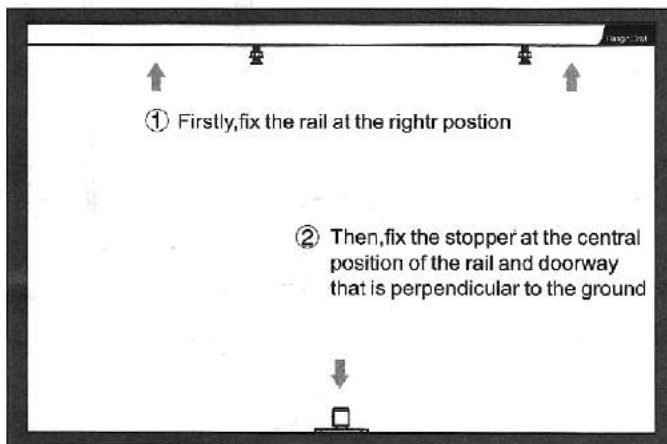 ① Firstly,fix the rail at the rightr postion
② Then,fix the stopper at the central
position of the rail and doorway
that is perpendicular to the ground